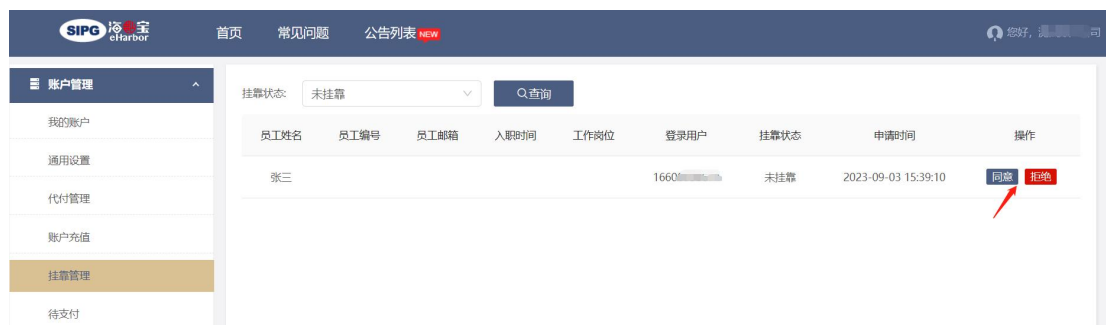 SIPG 港 宝 首页 常见问题 公告列表 NEW 您好, 司
eHarbor
账户管理
挂靠状态: 未挂靠 查询
我的账户
员工姓名 员工编号 员工邮箱 入职时间 工作岗位 登录用户 挂靠状态 申请时间 操作
通用设置
张三 1660 未挂靠 2023-09-03 15:39:10 同意 拒绝
代付管理
账户充值
挂靠管理
待支付